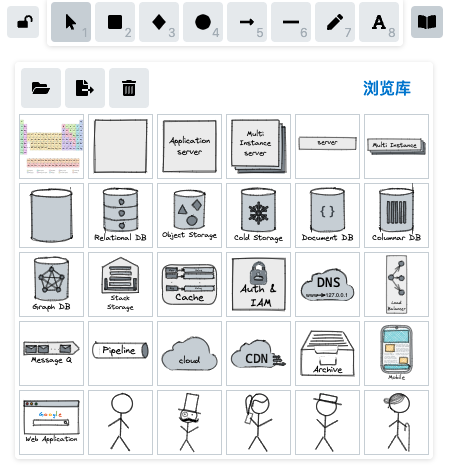 1 2 3 4 5 6 7 8
A
浏览库
Application
server
Multi
Instance
server
server
Multi Instance
Relational DB
Object Storage
Cold Storage
{ }
Document DB
Columnar DB
Graph DB
Stack
Storage
Cache
Auth &
IAM
DNS
127.0.0.1
Load
Balancer
Message Q
Pipeline
cloud
CDN
Archive
Mobile
Google
Web Application